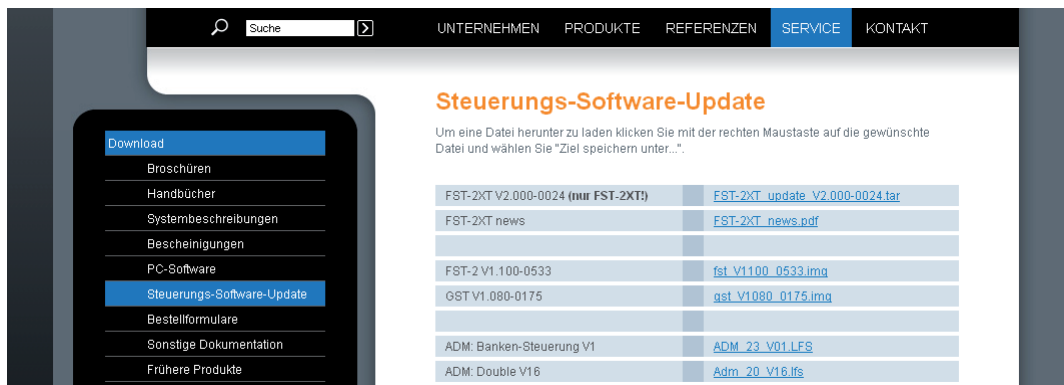 Suche
UNTERNEHMEN PRODUKTE REFERENZEN SERVICE KONTAKT
Download
Broschüren
Handbücher
Systembeschreibungen
Bescheinigungen
PC-Software
Steuerungs-Software-Update
Bestellformulare
Sonstige Dokumentation
Frühere Produkte
Steuerungs-Software-Update
Um eine Datei herunter zu laden klicken Sie mit der rechten Maustaste auf die gewünschte
Datei und wählen Sie "Ziel speichern unter...".
FST-2XT V2.000-0024 (nur FST-2XT!) FST-2XT_update_V2.000-0024.tar
FST-2XT news FST-2XT_news.pdf
FST-2 V1.100-0533 fst_V1100_0533.img
GST V1.080-0175 gst_V1080_0175.img
ADM: Banken-Steuerung V1 ADM_23_V01.LFS
ADM: Double V16 Adm_20_V16.lfs